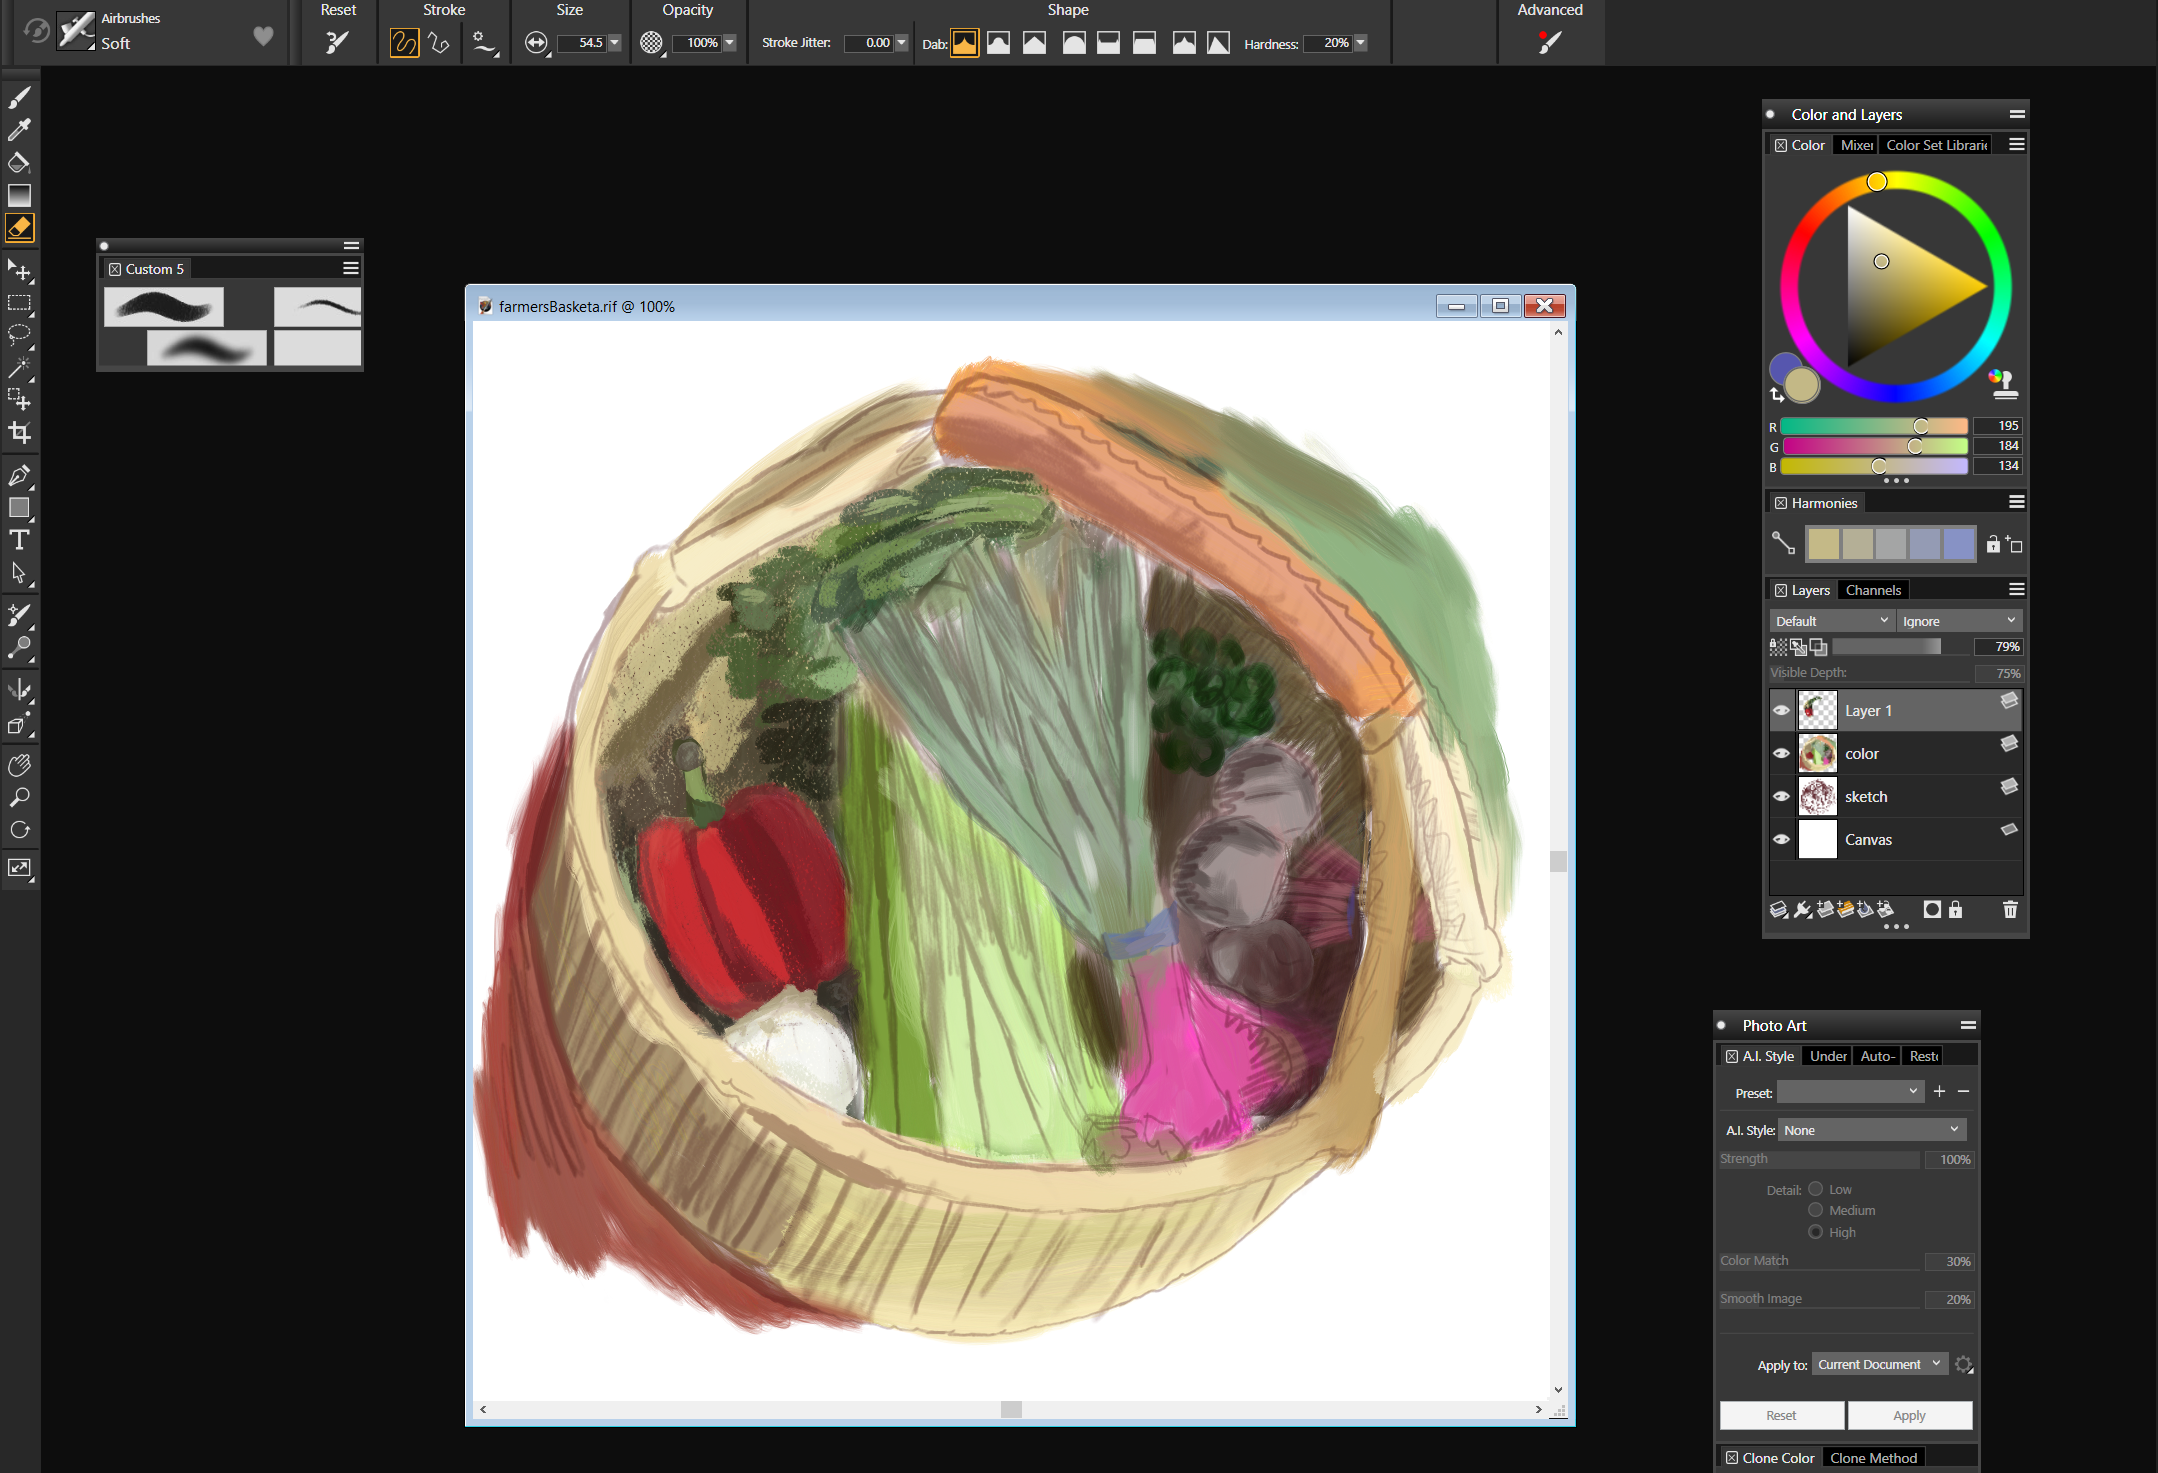 Airbrushes
Soft
Reset
Stroke
Size
54.5
Opacity
100%
Stroke Jitter: 0.00
Shape
Dab:
Hardness: 20%
Advanced
Custom 5
farmersBasketa.rif @ 100%
Color and Layers
Color Mixer Color Set Librarie
R 195
G 184
B 134
Harmonies
Layers Channels
Default Ignore
79%
Visible Depth: 75%
Layer 1
color
sketch
Canvas
Photo Art
A.I. Style Under Auto- Rest
Preset:
A.I. Style: None
Strength 100%
Detail: Low
Medium
High
Color Match 30%
Smooth Image 20%
Apply to: Current Document
Reset Apply
Clone Color Clone Method